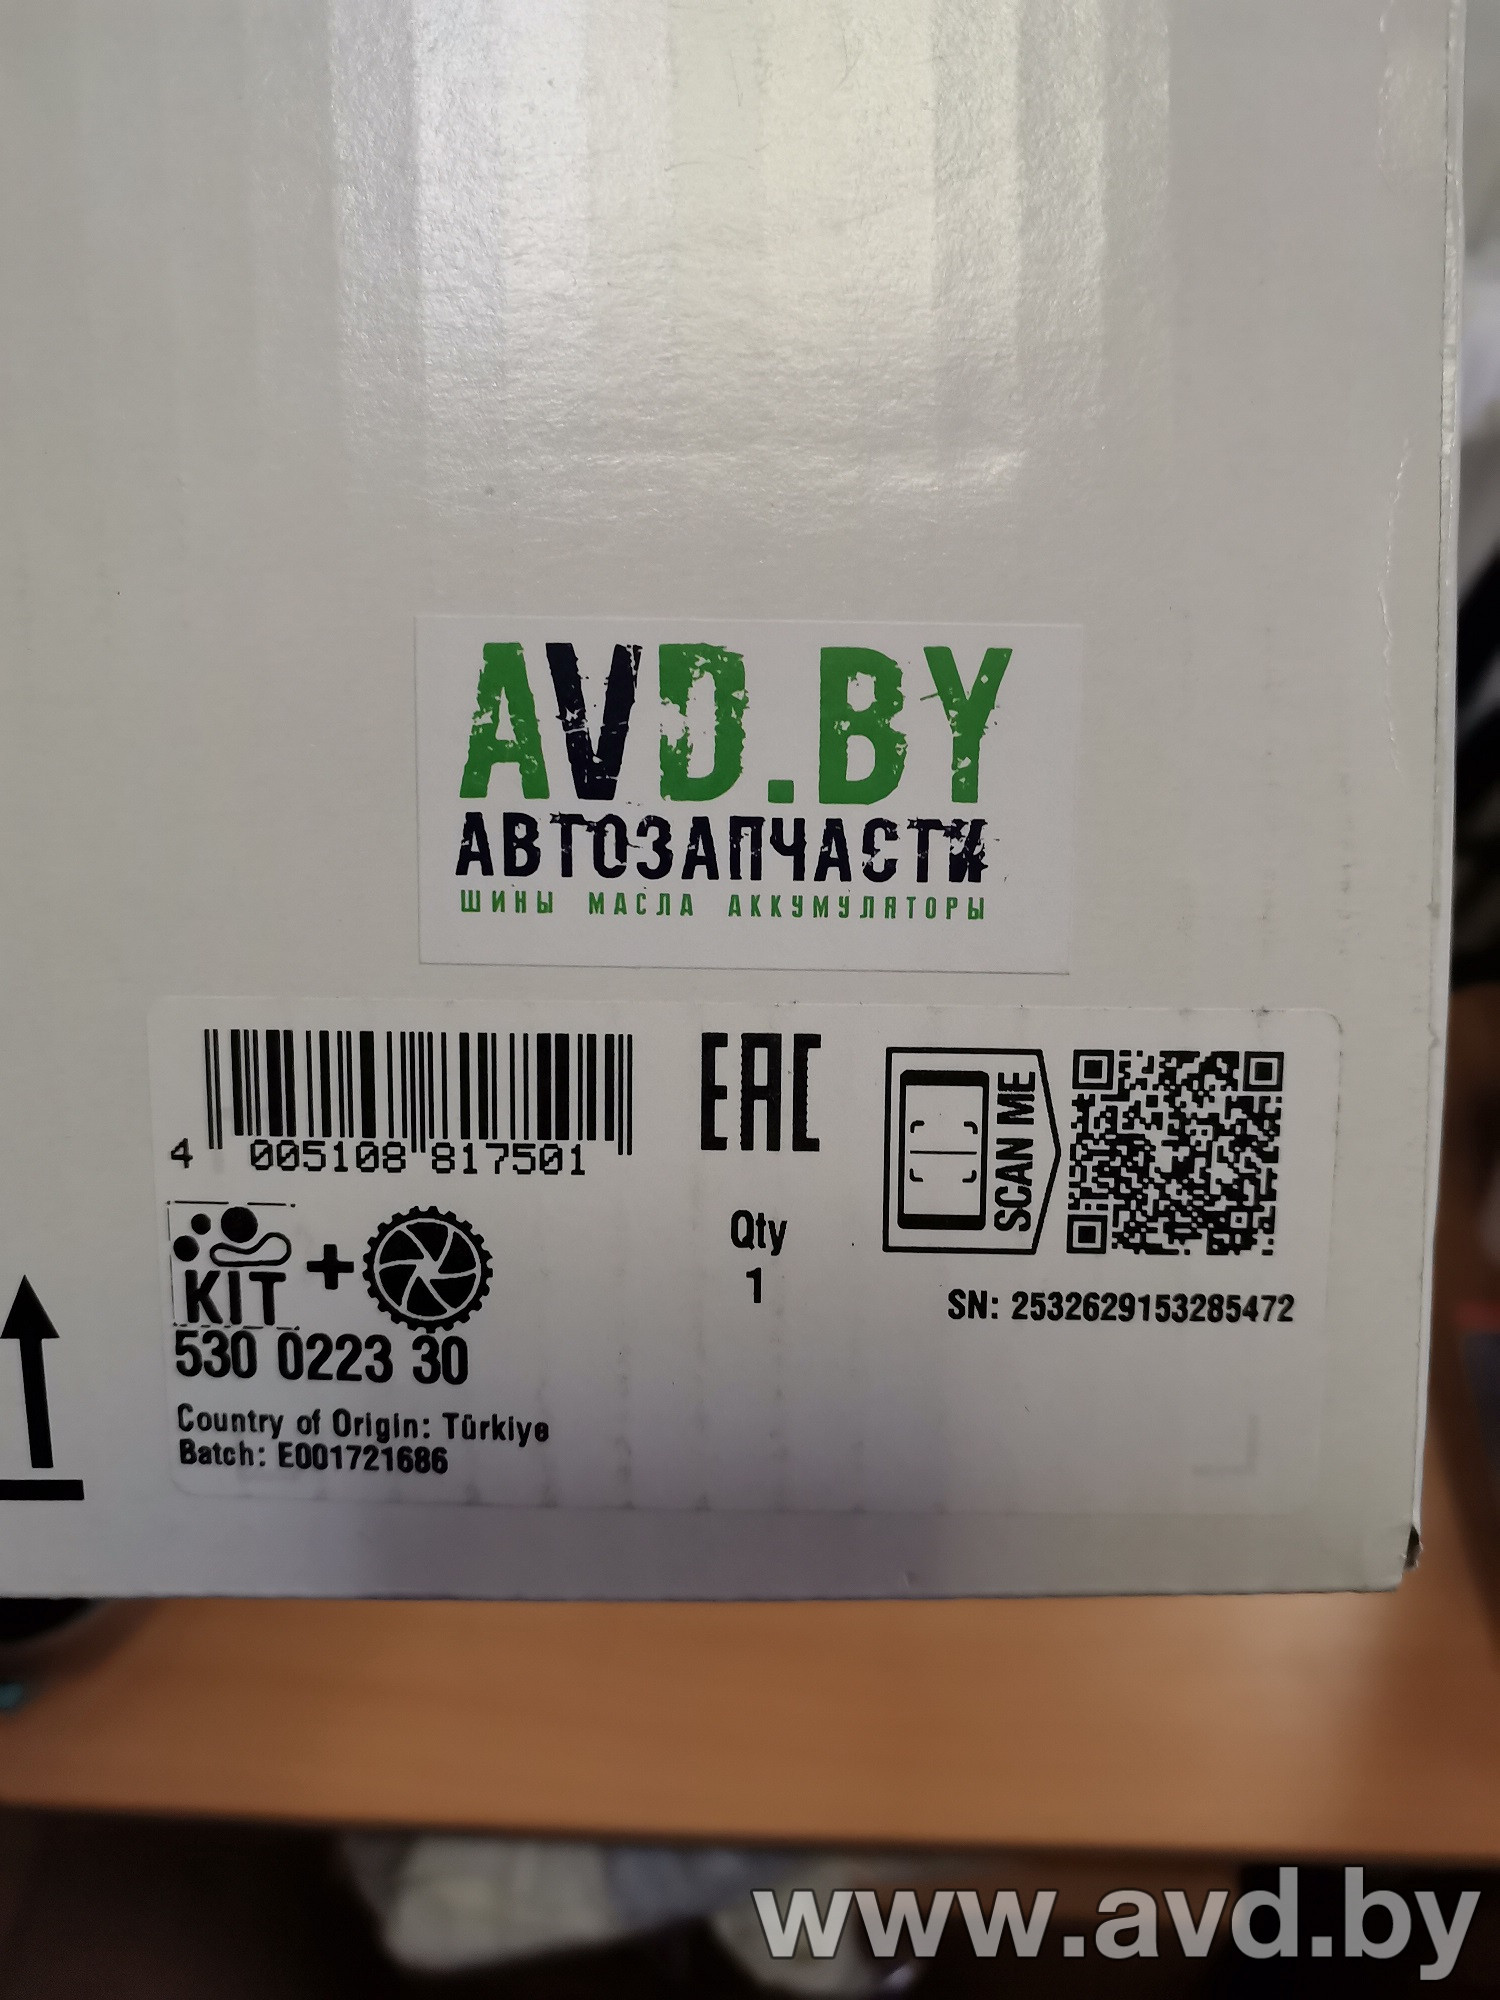 AVD.BY
АВТОЗАПЧАСТИ
ШИНЫ МАСЛА АККУМУЛЯТОРЫ
4 005108 817501
EAC
SCAN ME
KIT +
Qty
1
SN: 2532629153285472
530 0223 30
Country of Origin: Türkiye
Batch: E001721686
www.avd.by